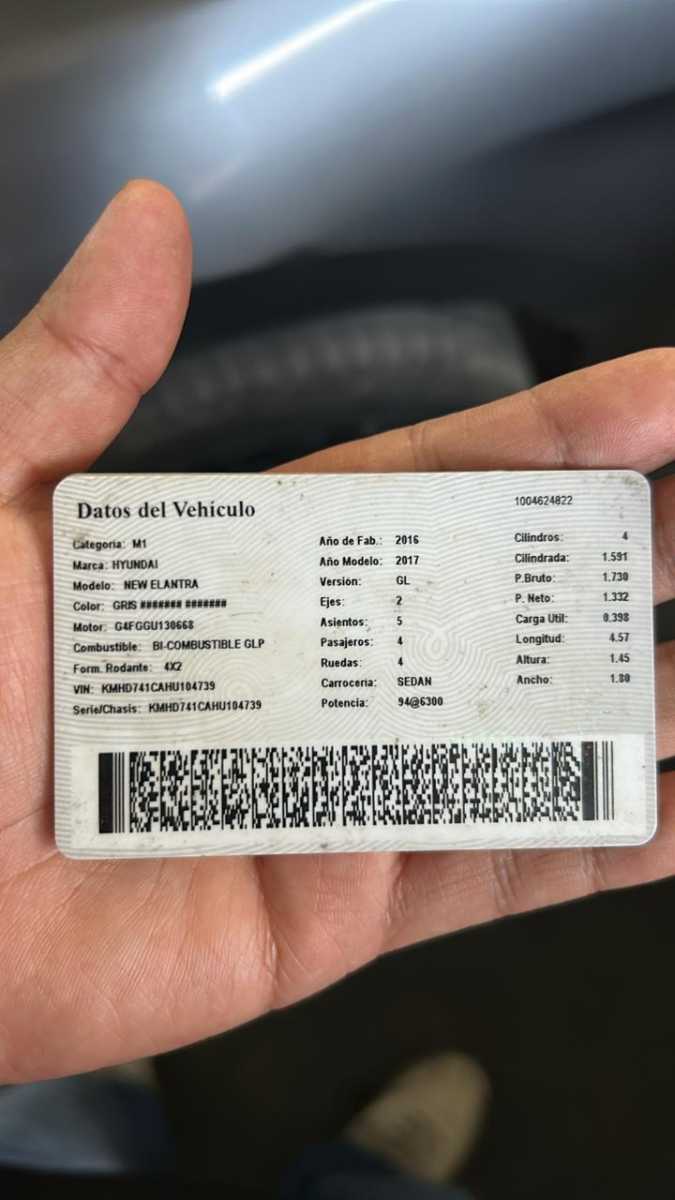 Datos del Vehículo
1004624822
Categoria: M1
Marca: HYUNDAI
Modelo: NEW ELANTRA
Color: GRIS ####### #######
Motor: G4FGGU130668
Combustible: BI-COMBUSTIBLE GLP
Form. Rodante: 4X2
VIN: KMHD741CAHU104739
Serie/Chasis: KMHD741CAHU104739
Año de Fab.: 2016
Año Modelo: 2017
Version: GL
Ejes: 2
Asientos: 5
Pasajeros: 4
Ruedas: 4
Carroceria: SEDAN
Potencia: 94@6300
Cilindros: 4
Cilindrada: 1.591
P.Bruto: 1.730
P. Neto: 1.332
Carga Util: 0.398
Longitud: 4.57
Altura: 1.45
Ancho: 1.80